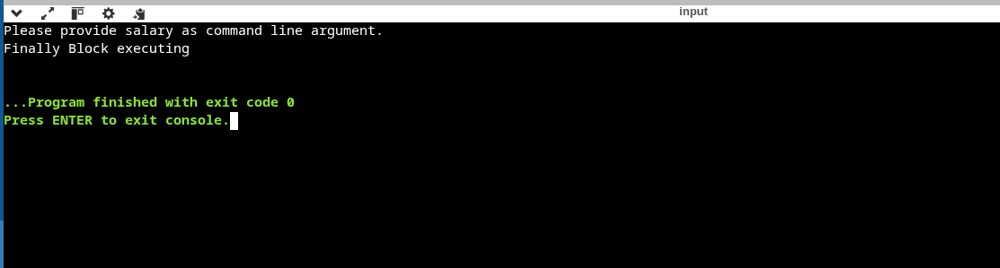 input
Please provide salary as command line argument.
Finally Block executing
...Program finished with exit code 0
Press ENTER to exit console.